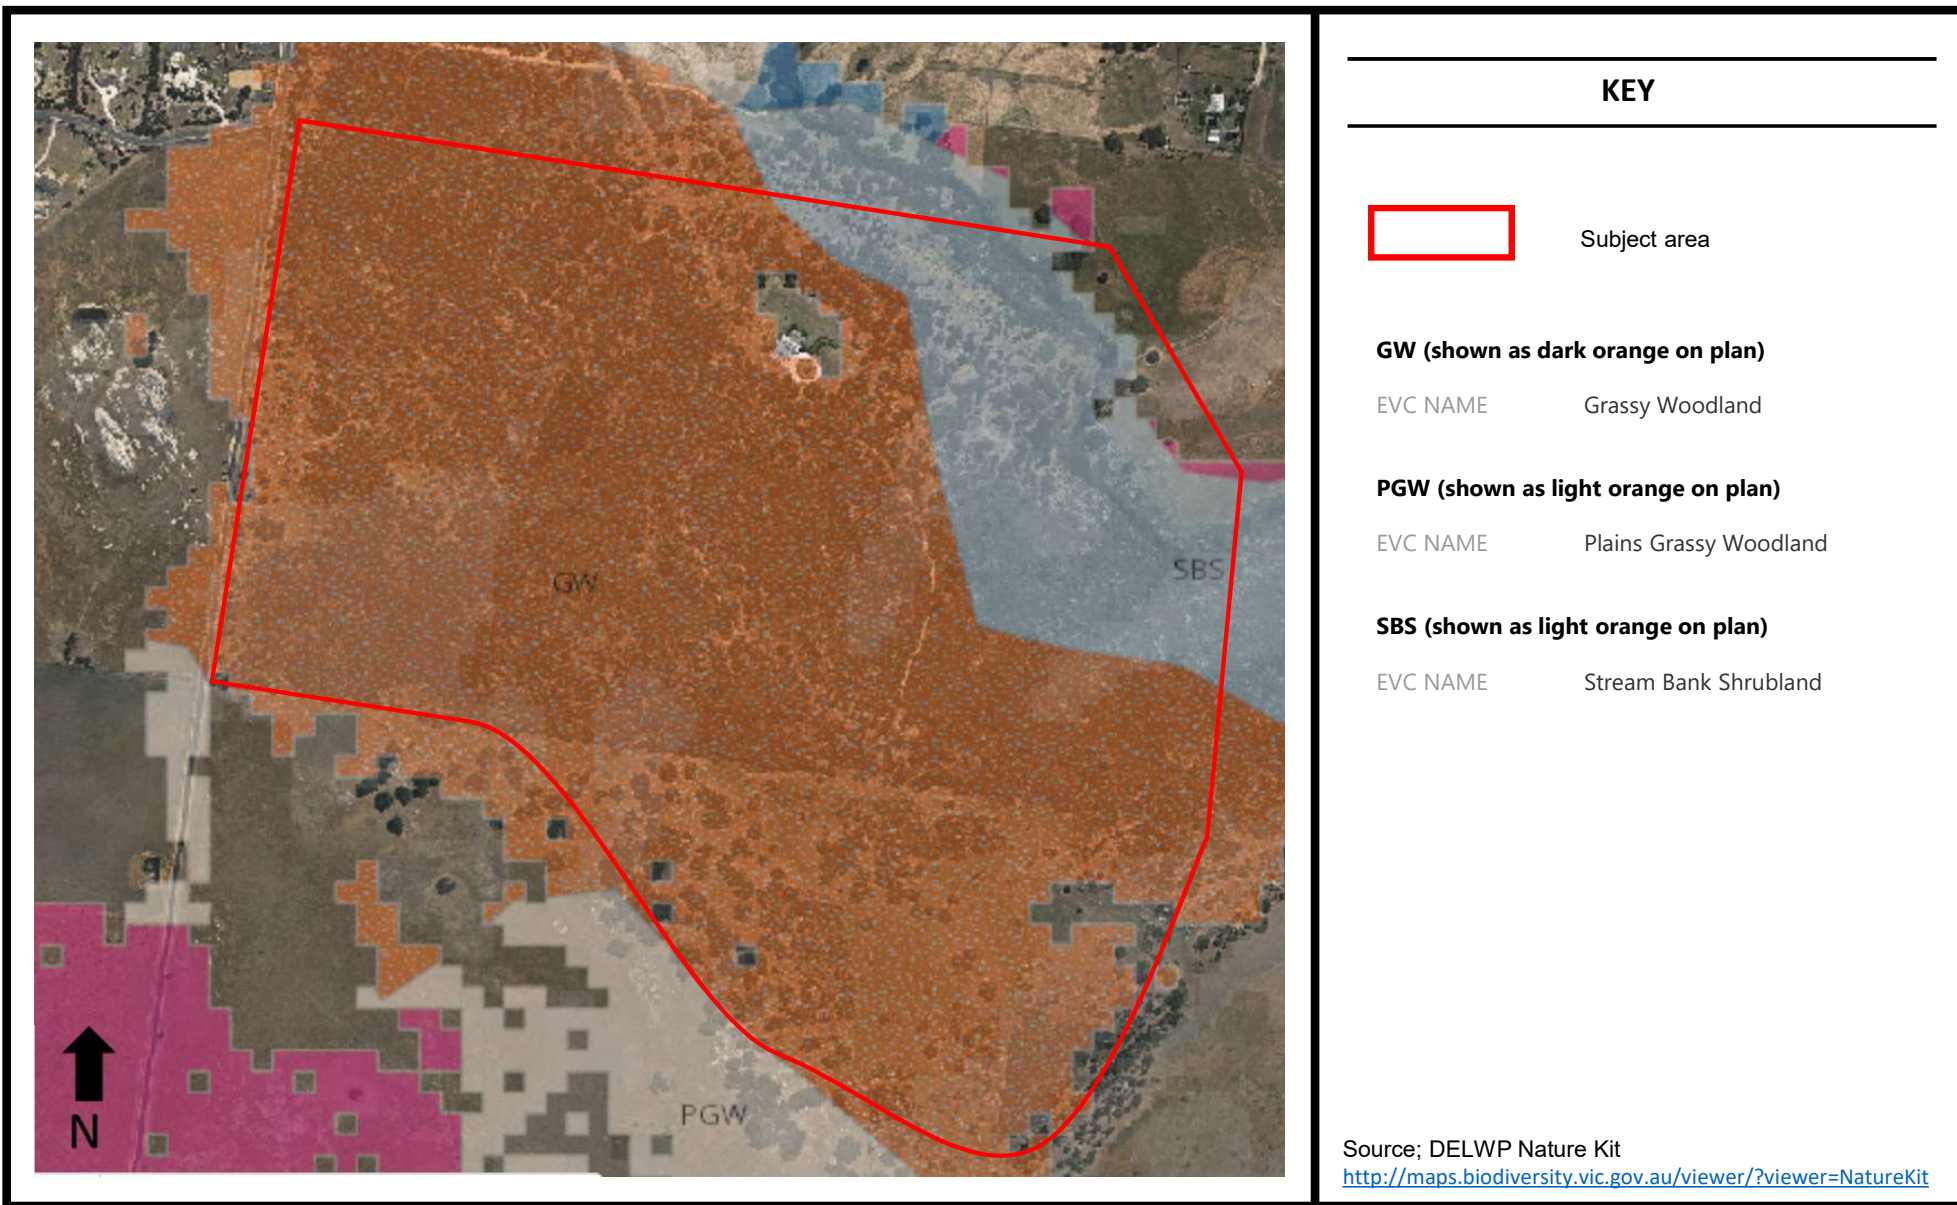 GW
SBS
PGW
N
KEY
Subject area
GW (shown as dark orange on plan)
EVC NAME Grassy Woodland
PGW (shown as light orange on plan)
EVC NAME Plains Grassy Woodland
SBS (shown as light orange on plan)
EVC NAME Stream Bank Shrubland
Source; DELWP Nature Kit
http://maps.biodiversity.vic.gov.au/viewer/?viewer=NatureKit